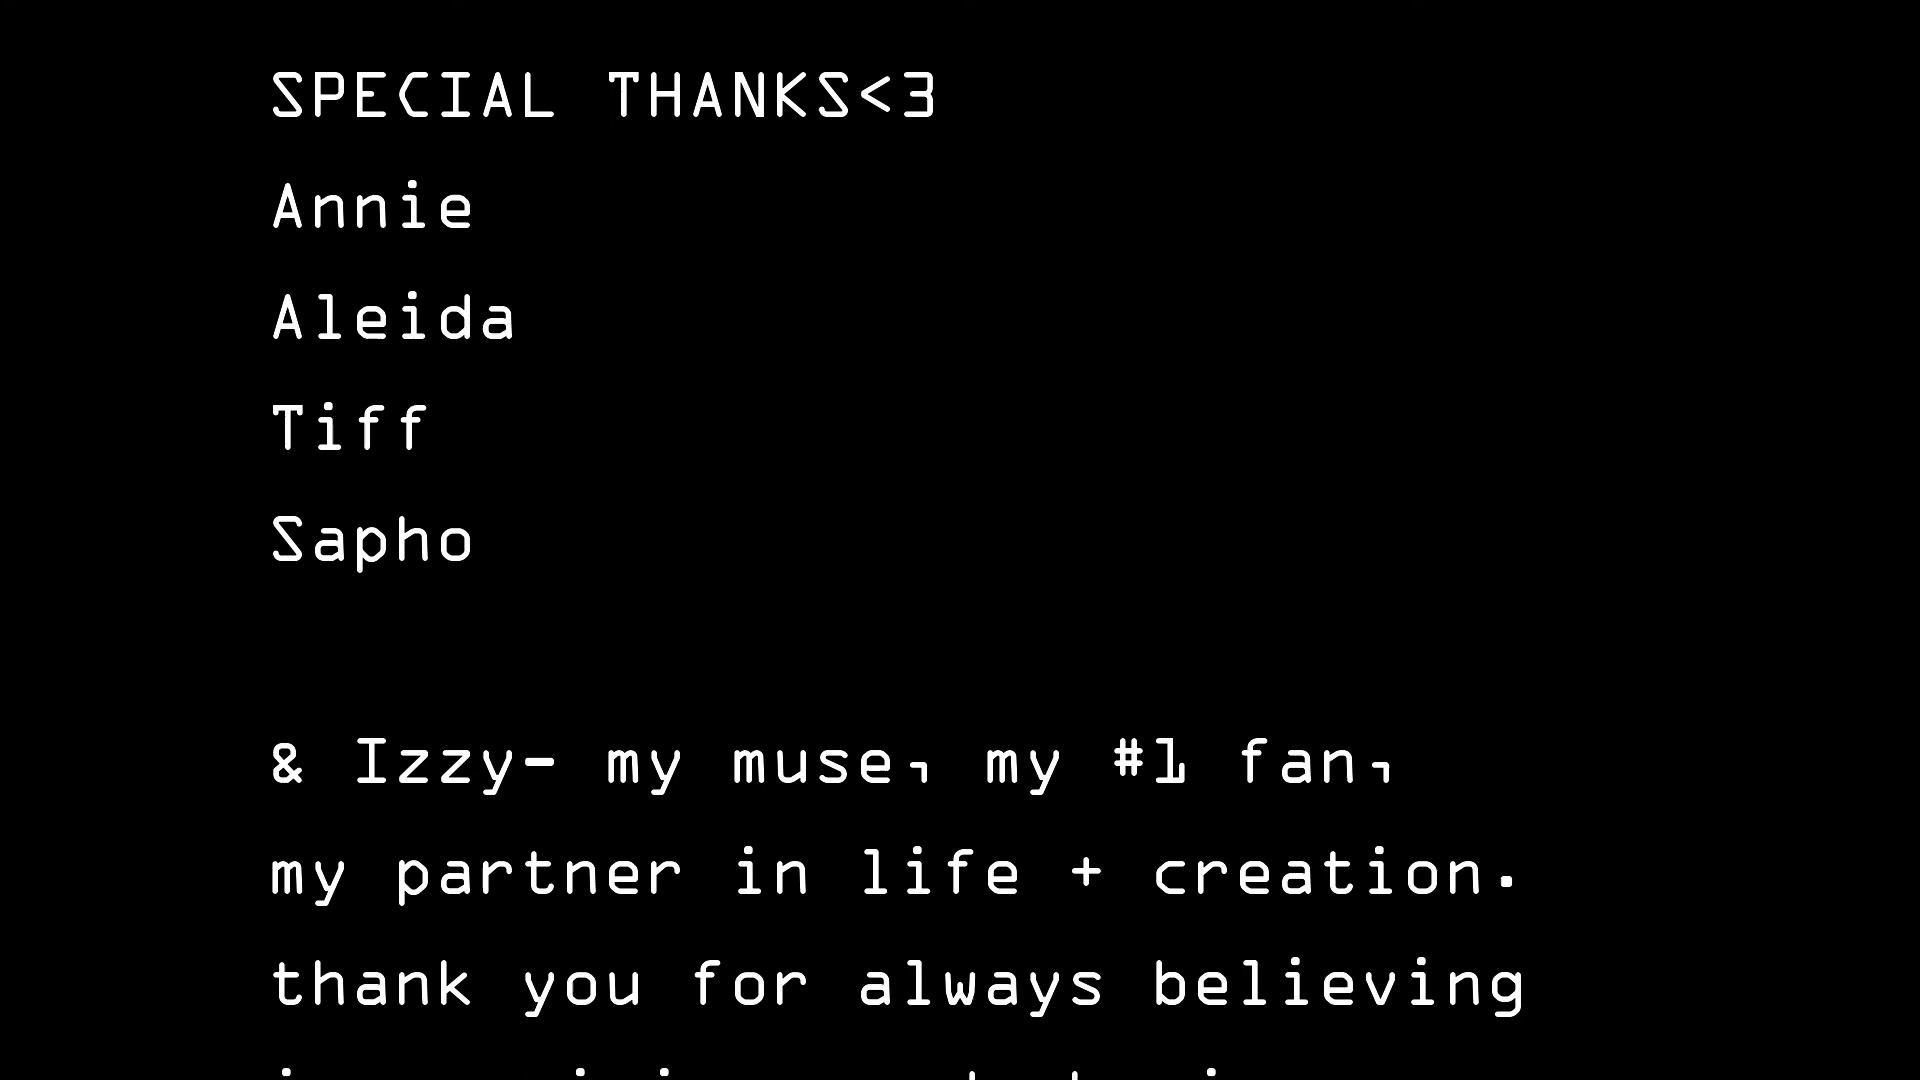 SPECIAL THANKS<3
Annie
Aleida
Tiff
Sapho
& Izzy- my muse, my #1 fan,
my partner in life + creation.
thank you for always believing